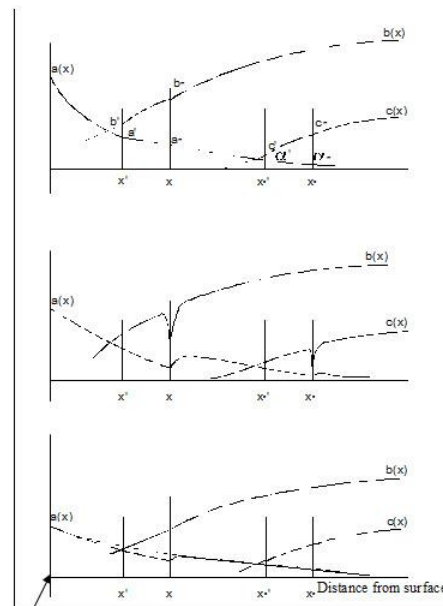 b(x)
a(x)
b-
b'
a'
a-
c(x)
c-
c'
α'
α-
x'
x
x-'
x-
b(x)
a(x)
c(x)
x'
x
x-'
x-
b(x)
a(x)
c(x)
Distance from surface
x'
x
x-'
x-